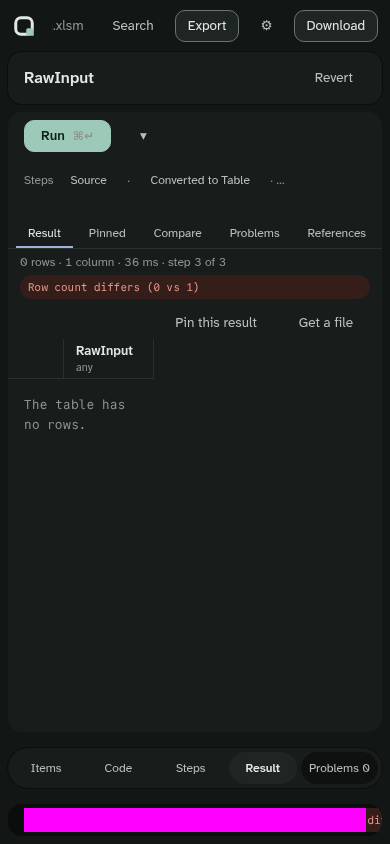 .xlsm Search Export ⚙ Download
RawInput Revert
Run ⌘↵ ▼
Steps Source · Converted to Table · ...
Result Pinned Compare Problems References
0 rows · 1 column · 36 ms · step 3 of 3
Row count differs (0 vs 1)
Pin this result Get a file
RawInput
any
The table has
no rows.
Items Code Steps Result Problems 0